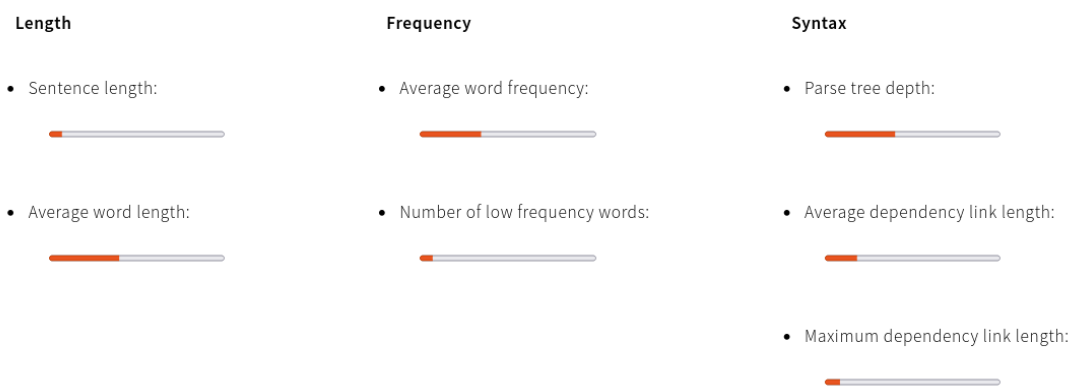 Length
Sentence length:
Average word length:
Frequency
Average word frequency:
Number of low frequency words:
Syntax
Parse tree depth:
Average dependency link length:
Maximum dependency link length: